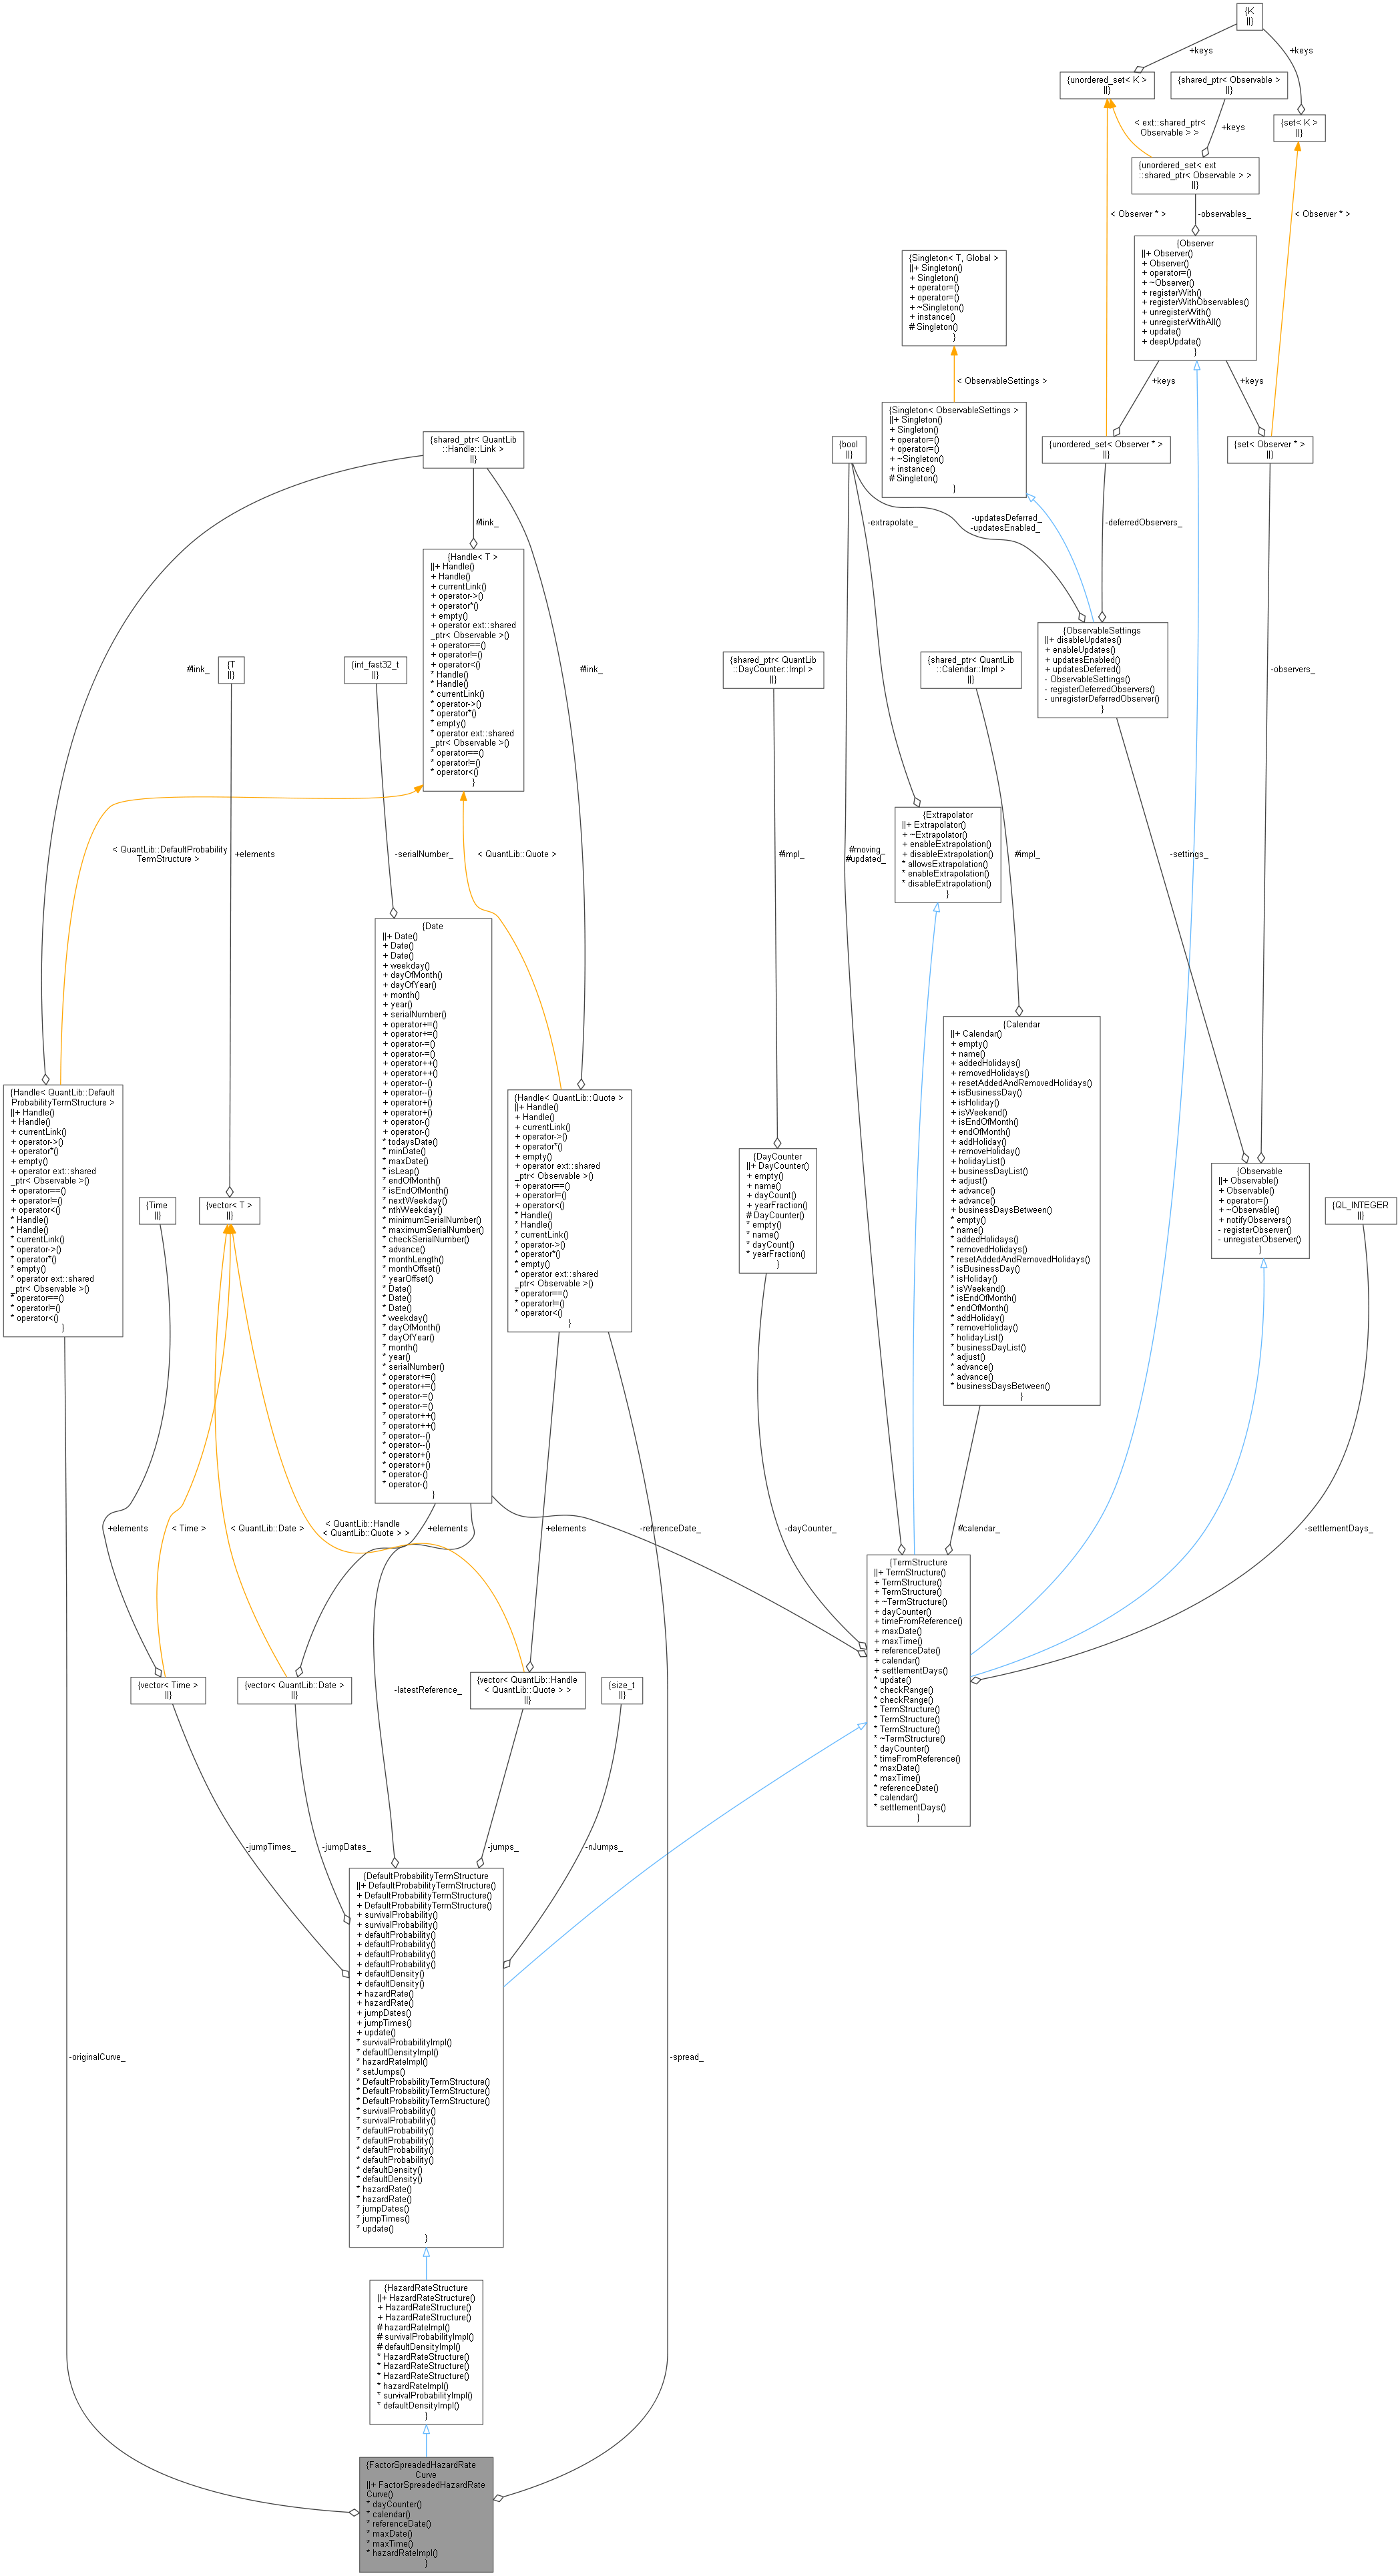 {K
||}
+keys
+keys
{unordered_set< K >
||}
{shared_ptr< Observable >
||}
{set< K >
||}
< ext::shared_ptr<
Observable > >
+keys
{unordered_set< ext
::shared_ptr< Observable > >
||}
< Observer * >
-observables_
< Observer * >
{Observer
||+ Observer()
+ Observer()
+ operator=()
+ ~Observer()
+ registerWith()
+ registerWithObservables()
+ unregisterWith()
+ unregisterWithAll()
+ update()
+ deepUpdate()
}
{Singleton< T, Global >
||+ Singleton()
+ Singleton()
+ operator=()
+ operator=()
+ ~Singleton()
+ instance()
# Singleton()
}
< ObservableSettings >
+keys
+keys
{Singleton< ObservableSettings >
||+ Singleton()
+ Singleton()
+ operator=()
+ operator=()
+ ~Singleton()
+ instance()
# Singleton()
}
{shared_ptr< QuantLib
::Handle::Link >
||}
{bool
||}
{unordered_set< Observer * >
||}
{set< Observer * >
||}
#link_
-extrapolate_
-updatesDeferred_
-updatesEnabled_
-deferredObservers_
{Handle< T >
||+ Handle()
+ Handle()
+ currentLink()
+ operator->()
+ operator*()
+ empty()
+ operator ext::shared
_ptr< Observable >()
+ operator==()
+ operator!=()
+ operator<()
* Handle()
* Handle()
* currentLink()
* operator->()
* operator*()
* empty()
* operator ext::shared
_ptr< Observable >()
* operator==()
* operator!=()
* operator<()
}
#link_
{T
||}
{int_fast32_t
||}
#link_
{shared_ptr< QuantLib
::DayCounter::Impl >
||}
{shared_ptr< QuantLib
::Calendar::Impl >
||}
{ObservableSettings
||+ disableUpdates()
+ enableUpdates()
+ updatesEnabled()
+ updatesDeferred()
- ObservableSettings()
- registerDeferredObservers()
- unregisterDeferredObserver()
}
-observers_
< QuantLib::DefaultProbability
TermStructure >
+elements
-serialNumber_
< QuantLib::Quote >
#impl_
#moving_
#updated_
{Extrapolator
||+ Extrapolator()
+ ~Extrapolator()
+ enableExtrapolation()
+ disableExtrapolation()
* allowsExtrapolation()
* enableExtrapolation()
* disableExtrapolation()
}
#impl_
-settings_
{Date
||+ Date()
+ Date()
+ Date()
+ weekday()
+ dayOfMonth()
+ dayOfYear()
+ month()
+ year()
+ serialNumber()
+ operator+=()
+ operator+=()
+ operator-=()
+ operator-=()
+ operator++()
+ operator++()
+ operator--()
+ operator--()
+ operator+()
+ operator+()
+ operator-()
+ operator-()
* todaysDate()
* minDate()
* maxDate()
* isLeap()
* endOfMonth()
* isEndOfMonth()
* nextWeekday()
* nthWeekday()
* minimumSerialNumber()
* maximumSerialNumber()
* checkSerialNumber()
* advance()
* monthLength()
* monthOffset()
* yearOffset()
* Date()
* Date()
* Date()
* weekday()
* dayOfMonth()
* dayOfYear()
* month()
* year()
* serialNumber()
* operator+=()
* operator+=()
* operator-=()
* operator-=()
* operator++()
* operator++()
* operator--()
* operator--()
* operator+()
* operator+()
* operator-()
* operator-()
}
{Calendar
||+ Calendar()
+ empty()
+ name()
+ addedHolidays()
+ removedHolidays()
+ resetAddedAndRemovedHolidays()
+ isBusinessDay()
+ isHoliday()
+ isWeekend()
+ isEndOfMonth()
+ endOfMonth()
+ addHoliday()
+ removeHoliday()
+ holidayList()
+ businessDayList()
+ adjust()
+ advance()
+ advance()
+ businessDaysBetween()
* empty()
* name()
* addedHolidays()
* removedHolidays()
* resetAddedAndRemovedHolidays()
* isBusinessDay()
* isHoliday()
* isWeekend()
* isEndOfMonth()
* endOfMonth()
* addHoliday()
* removeHoliday()
* holidayList()
* businessDayList()
* adjust()
* advance()
* advance()
* businessDaysBetween()
}
{Handle< QuantLib::Default
ProbabilityTermStructure >
||+ Handle()
+ Handle()
+ currentLink()
+ operator->()
+ operator*()
+ empty()
+ operator ext::shared
_ptr< Observable >()
+ operator==()
+ operator!=()
+ operator<()
* Handle()
* Handle()
* currentLink()
* operator->()
* operator*()
* empty()
* operator ext::shared
_ptr< Observable >()
* operator==()
* operator!=()
* operator<()
}
{Handle< QuantLib::Quote >
||+ Handle()
+ Handle()
+ currentLink()
+ operator->()
+ operator*()
+ empty()
+ operator ext::shared
_ptr< Observable >()
+ operator==()
+ operator!=()
+ operator<()
* Handle()
* Handle()
* currentLink()
* operator->()
* operator*()
* empty()
* operator ext::shared
_ptr< Observable >()
* operator==()
* operator!=()
* operator<()
}
{Time
||}
{vector< T >
||}
{DayCounter
||+ DayCounter()
+ empty()
+ name()
+ dayCount()
+ yearFraction()
# DayCounter()
* empty()
* name()
* dayCount()
* yearFraction()
}
{Observable
||+ Observable()
+ Observable()
+ operator=()
+ ~Observable()
+ notifyObservers()
- registerObserver()
- unregisterObserver()
}
{QL_INTEGER
||}
+elements
< Time >
< QuantLib::Date >
< QuantLib::Handle
< QuantLib::Quote > >
+elements
+elements
-referenceDate_
-dayCounter_
#calendar_
-settlementDays_
{TermStructure
||+ TermStructure()
+ TermStructure()
+ TermStructure()
+ ~TermStructure()
+ dayCounter()
+ timeFromReference()
+ maxDate()
+ maxTime()
+ referenceDate()
+ calendar()
+ settlementDays()
* update()
* checkRange()
* checkRange()
* TermStructure()
* TermStructure()
* TermStructure()
* ~TermStructure()
* dayCounter()
* timeFromReference()
* maxDate()
* maxTime()
* referenceDate()
* calendar()
* settlementDays()
}
{vector< Time >
||}
{vector< QuantLib::Date >
||}
-latestReference_
{vector< QuantLib::Handle
< QuantLib::Quote > >
||}
{size_t
||}
-jumpTimes_
-jumpDates_
-jumps_
-nJumps_
{DefaultProbabilityTermStructure
||+ DefaultProbabilityTermStructure()
+ DefaultProbabilityTermStructure()
+ DefaultProbabilityTermStructure()
+ survivalProbability()
+ survivalProbability()
+ defaultProbability()
+ defaultProbability()
+ defaultProbability()
+ defaultProbability()
+ defaultDensity()
+ defaultDensity()
+ hazardRate()
+ hazardRate()
+ jumpDates()
+ jumpTimes()
+ update()
* survivalProbabilityImpl()
* defaultDensityImpl()
* hazardRateImpl()
* setJumps()
* DefaultProbabilityTermStructure()
* DefaultProbabilityTermStructure()
* DefaultProbabilityTermStructure()
* survivalProbability()
* survivalProbability()
* defaultProbability()
* defaultProbability()
* defaultProbability()
* defaultProbability()
* defaultDensity()
* defaultDensity()
* hazardRate()
* hazardRate()
* jumpDates()
* jumpTimes()
* update()
}
-originalCurve_
-spread_
{HazardRateStructure
||+ HazardRateStructure()
+ HazardRateStructure()
+ HazardRateStructure()
# hazardRateImpl()
# survivalProbabilityImpl()
# defaultDensityImpl()
* HazardRateStructure()
* HazardRateStructure()
* HazardRateStructure()
* hazardRateImpl()
* survivalProbabilityImpl()
* defaultDensityImpl()
}
{FactorSpreadedHazardRate
Curve
||+ FactorSpreadedHazardRate
Curve()
* dayCounter()
* calendar()
* referenceDate()
* maxDate()
* maxTime()
* hazardRateImpl()
}